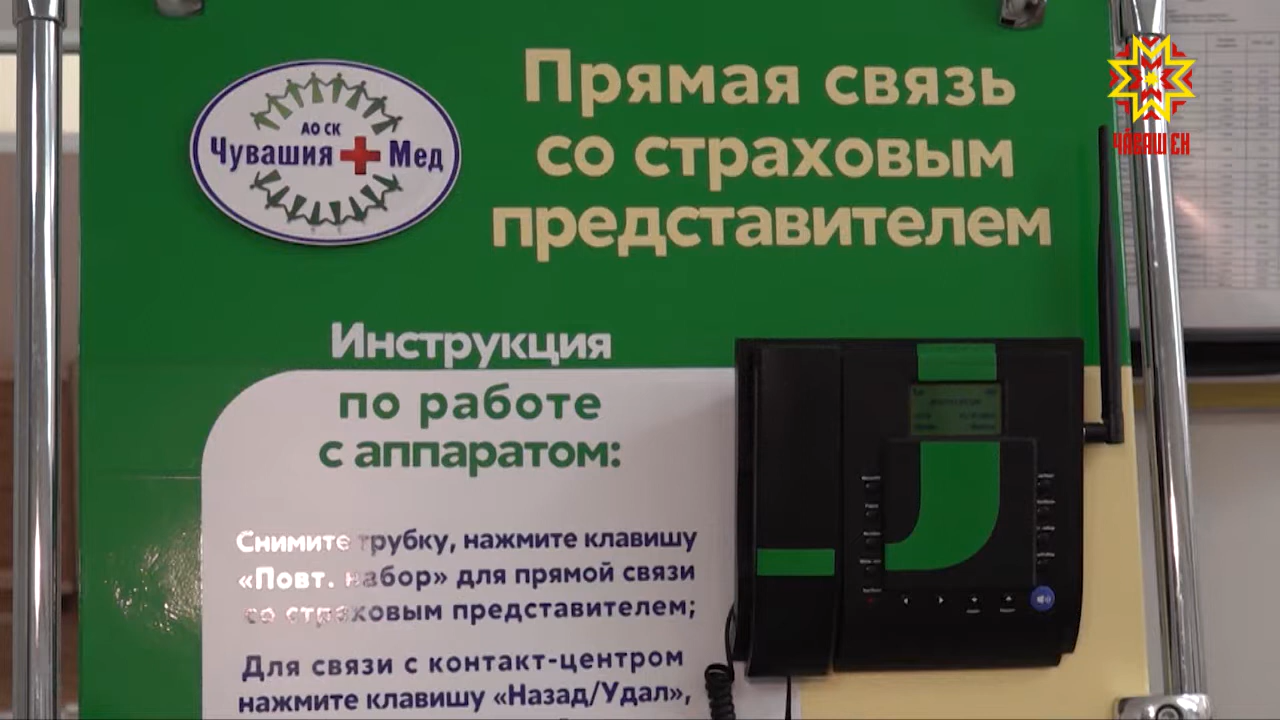 АО СК
Чувашия Мед
Прямая связь
со страховым
представителем
ЧӐВАШ ЕН
Инструкция
по работе
с аппаратом:
Снимите трубку, нажмите клавишу
«Повт. набор» для прямой связи
со страховым представителем;
Для связи с контакт-центром
нажмите клавишу «Назад/Удал»,